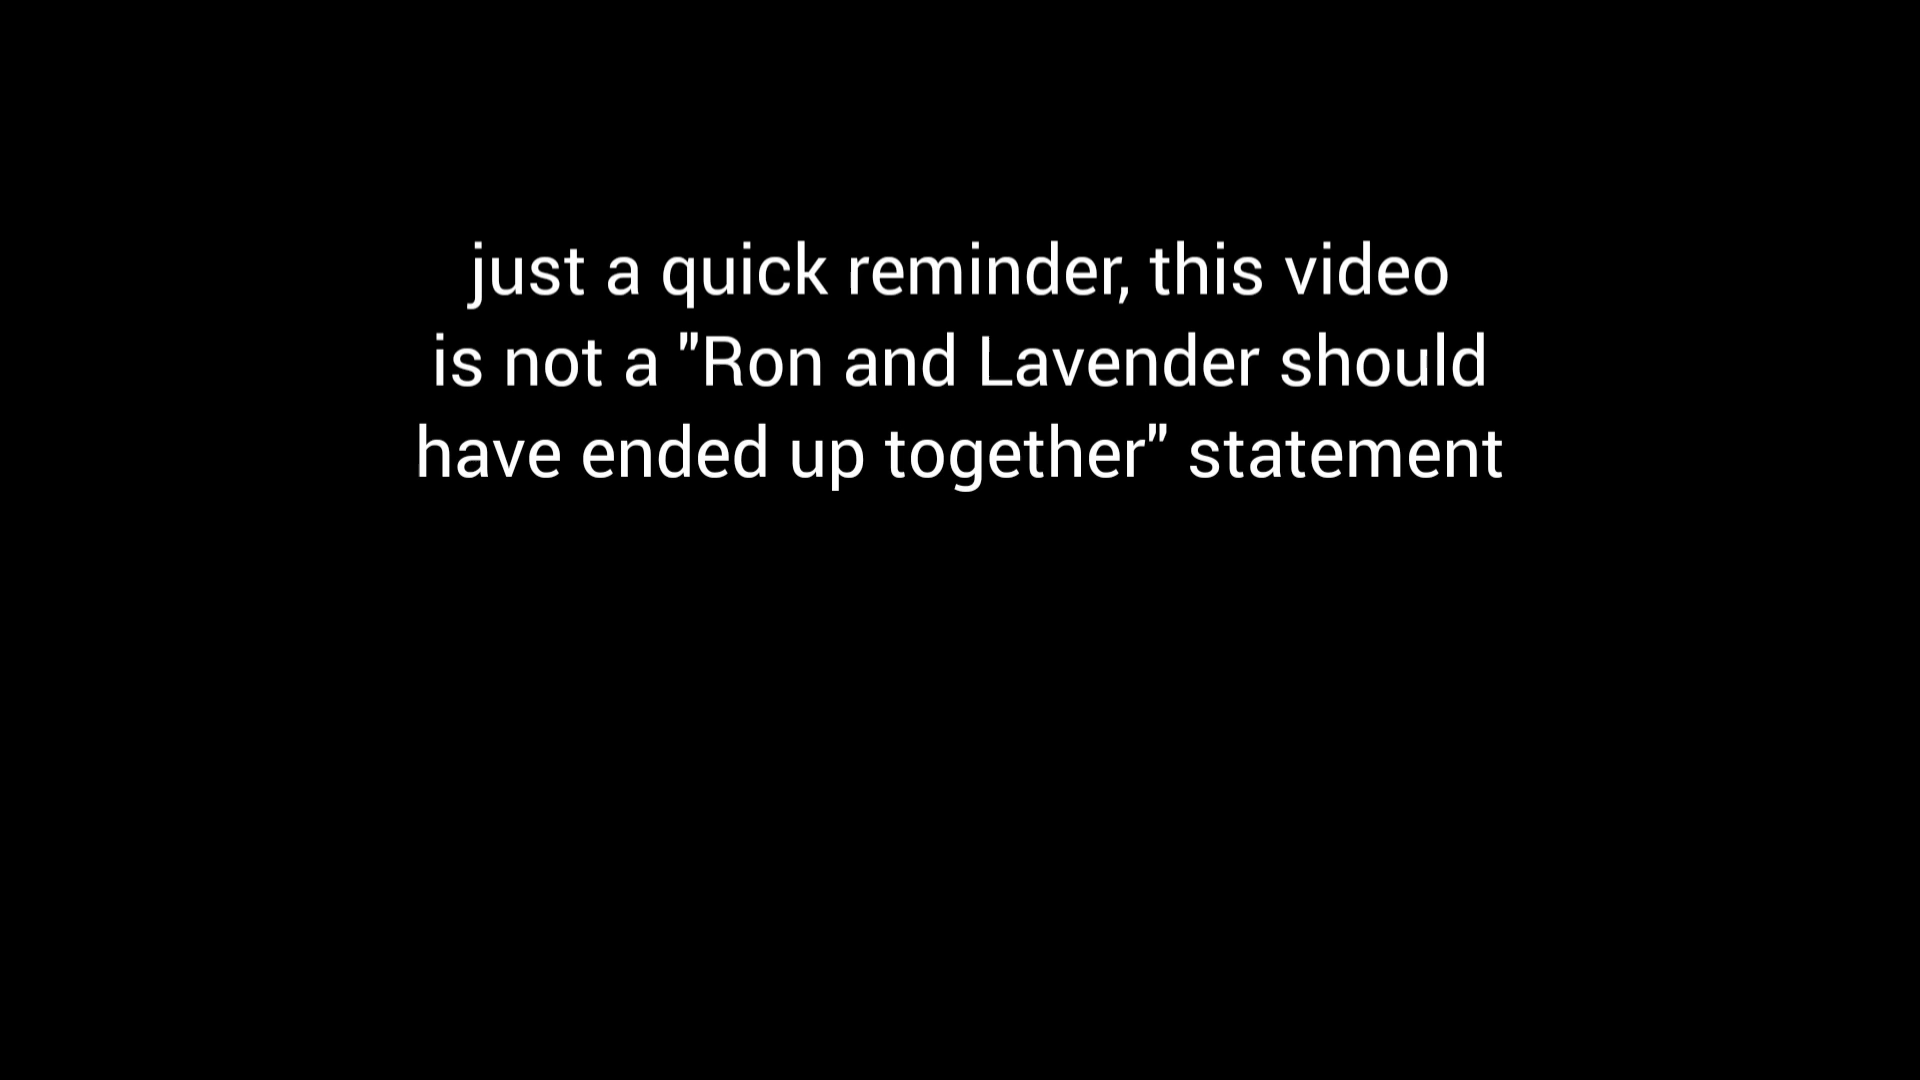 just a quick reminder, this video
is not a "Ron and Lavender should
have ended up together" statement